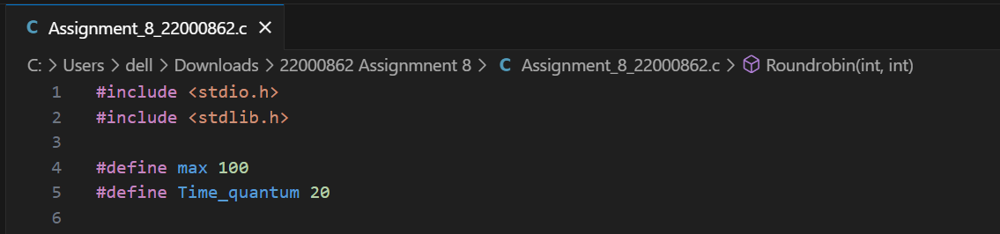 C Assignment_8_22000862.c ×
C: > Users > dell > Downloads > 22000862 Assignmnent 8 > C Assignment_8_22000862.c > Roundrobin(int, int)
1 #include <stdio.h>
2 #include <stdlib.h>
3
4 #define max 100
5 #define Time_quantum 20
6